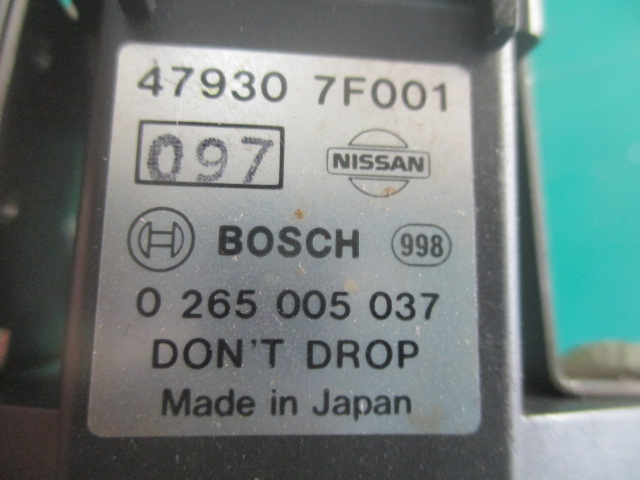 47930 7F001
097 NISSAN
BOSCH 998
0 265 005 037
DON'T DROP
Made in Japan